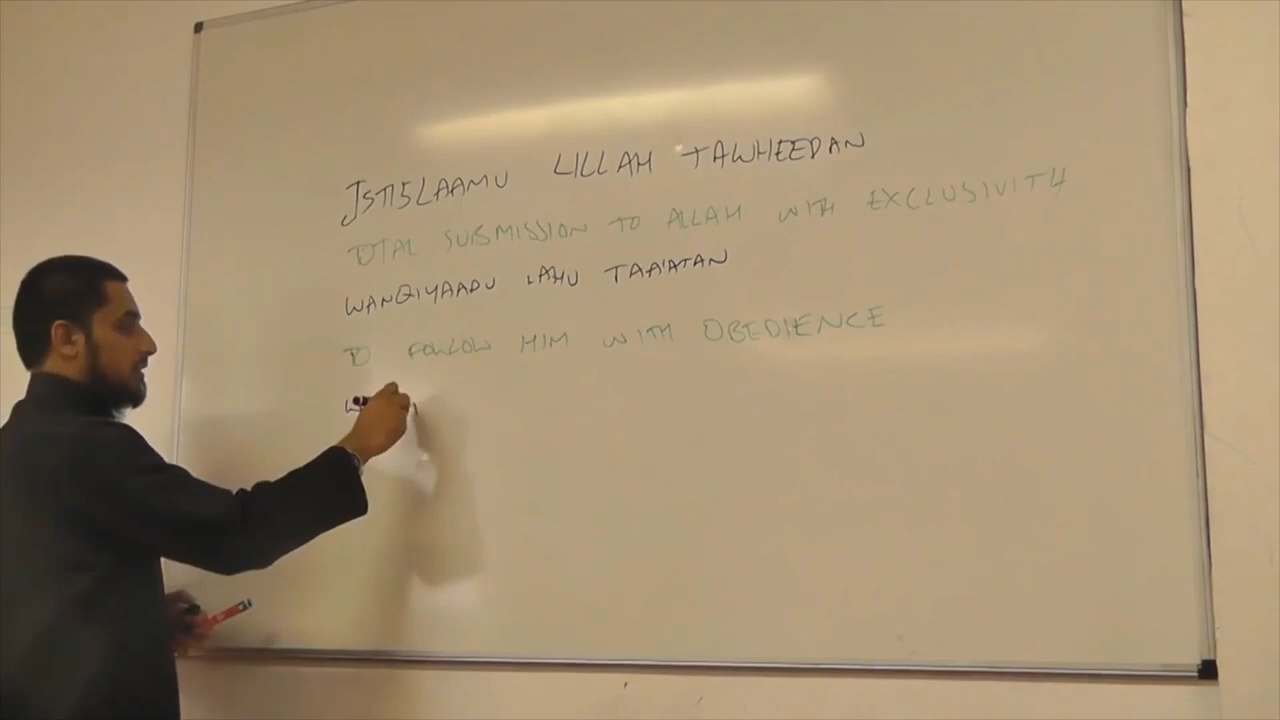 ISTISLAAMU LILLAH TAWHEEDAN
TOTAL SUBMISSION TO ALLAH WITH EXCLUSIVITY
WANQIYAADU LAHU TAA'ATAN
TO FOLLOW HIM WITH OBEDIENCE